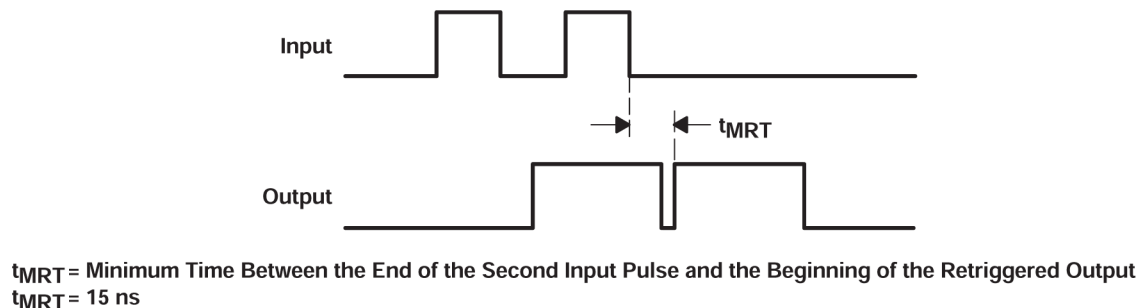 Input
tMRT
Output
tMRT = Minimum Time Between the End of the Second Input Pulse and the Beginning of the Retriggered Output
tMRT = 15 ns